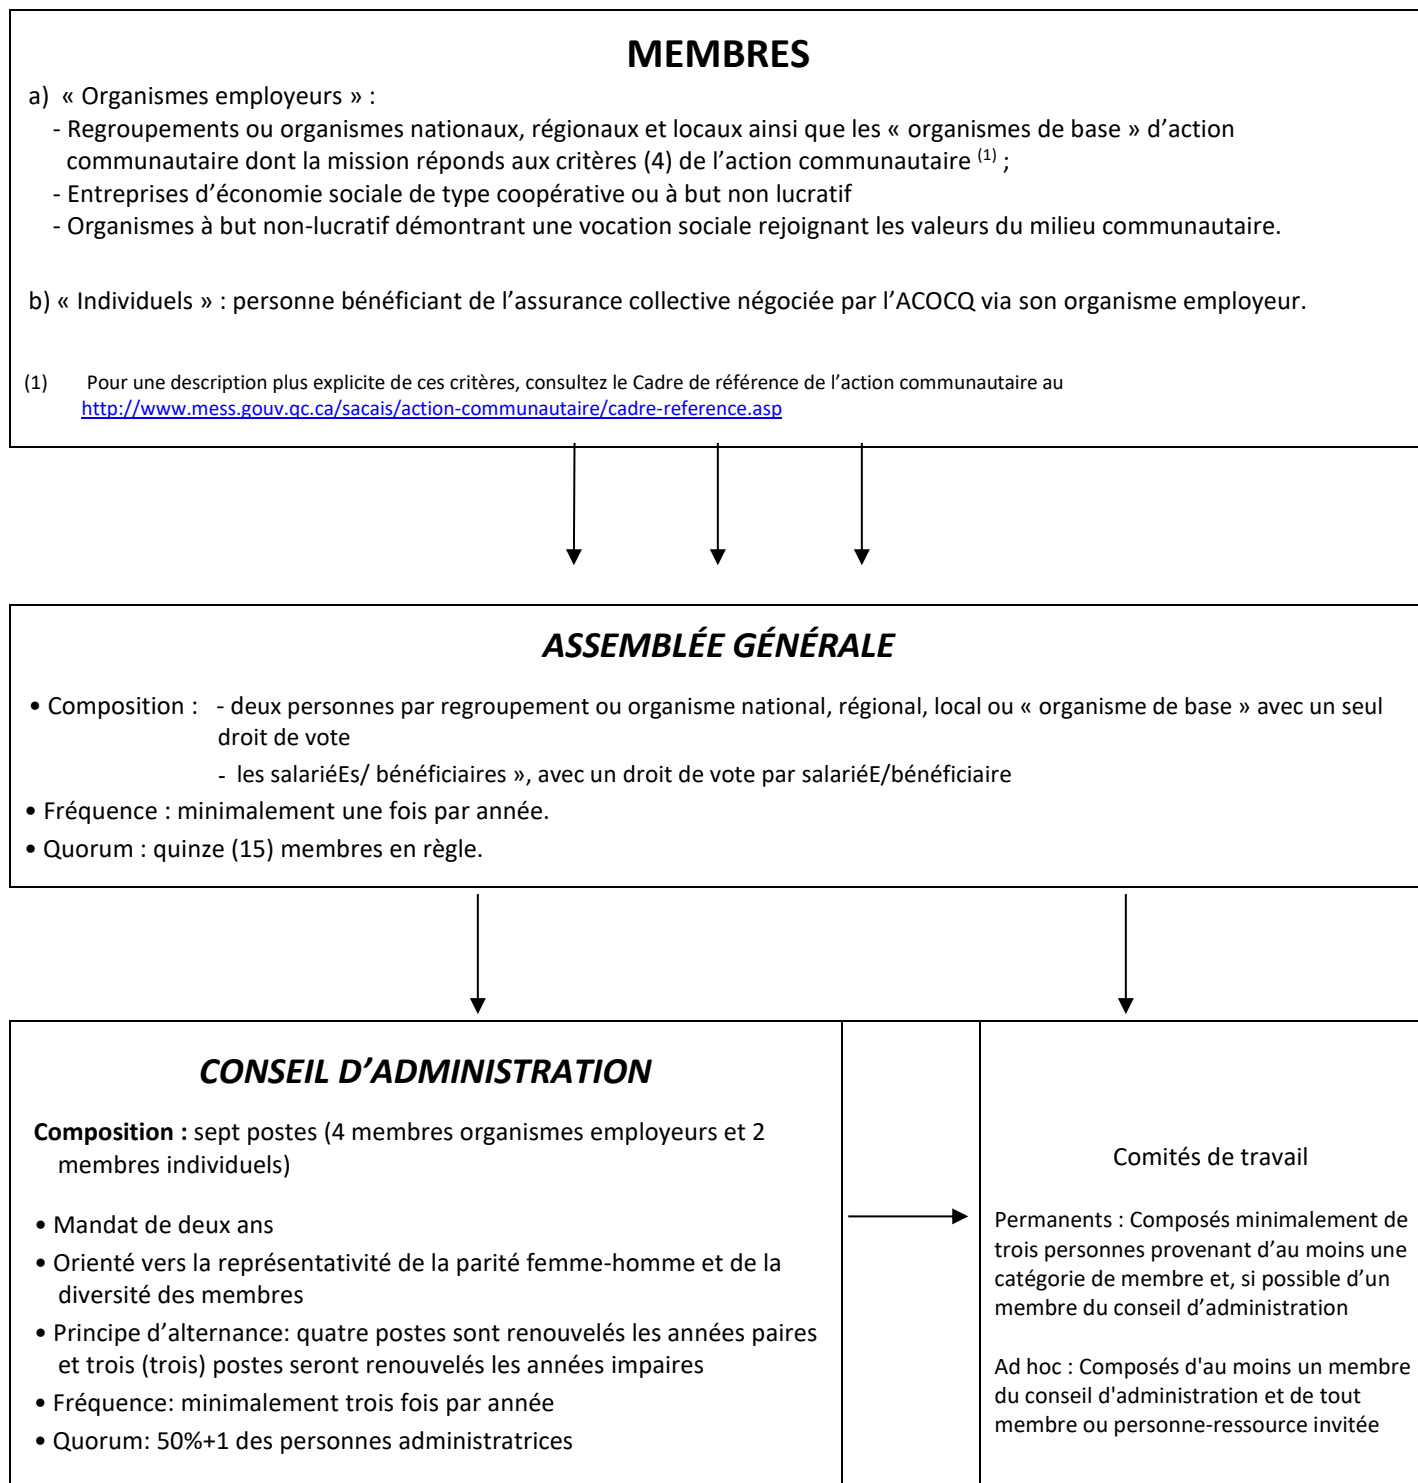 MEMBRES
a) « Organismes employeurs » :
- Regroupements ou organismes nationaux, régionaux et locaux ainsi que les « organismes de base » d’action
communautaire dont la mission réponds aux critères (4) de l’action communautaire (1) ;
- Entreprises d’économie sociale de type coopérative ou à but non lucratif
- Organismes à but non-lucratif démontrant une vocation sociale rejoignant les valeurs du milieu communautaire.
b) « Individuels » : personne bénéficiant de l’assurance collective négociée par l’ACOCQ via son organisme employeur.
(1) Pour une description plus explicite de ces critères, consultez le Cadre de référence de l’action communautaire au
http://www.mess.gouv.qc.ca/sacais/action-communautaire/cadre-reference.asp
ASSEMBLÉE GÉNÉRALE
• Composition : - deux personnes par regroupement ou organisme national, régional, local ou « organisme de base » avec un seul
droit de vote
- les salariéEs/ bénéficiaires », avec un droit de vote par salariéE/bénéficiaire
• Fréquence : minimalement une fois par année.
• Quorum : quinze (15) membres en règle.
CONSEIL D’ADMINISTRATION
Composition : sept postes (4 membres organismes employeurs et 2
membres individuels)
• Mandat de deux ans
• Orienté vers la représentativité de la parité femme-homme et de la
diversité des membres
• Principe d’alternance: quatre postes sont renouvelés les années paires
et trois (trois) postes seront renouvelés les années impaires
• Fréquence: minimalement trois fois par année
• Quorum: 50%+1 des personnes administratrices
Comités de travail
Permanents : Composés minimalement de
trois personnes provenant d’au moins une
catégorie de membre et, si possible d’un
membre du conseil d’administration
Ad hoc : Composés d'au moins un membre
du conseil d'administration et de tout
membre ou personne-ressource invitée